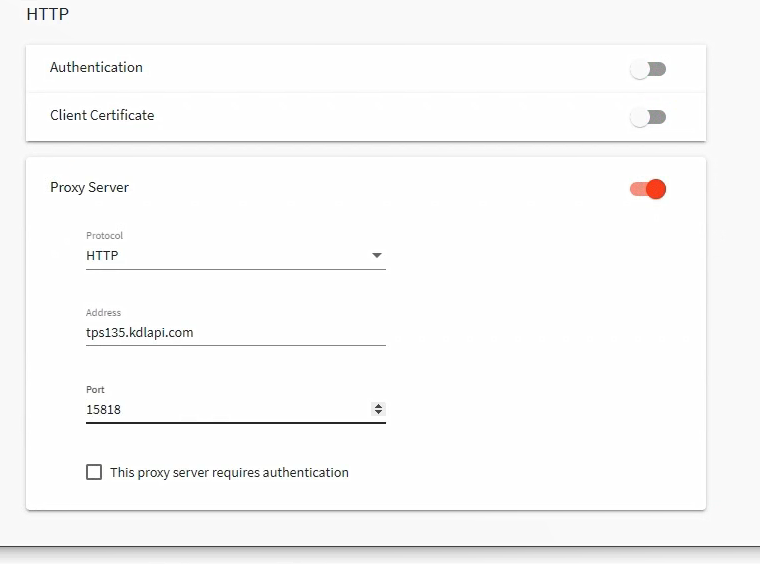 HTTP
Authentication
Client Certificate
Proxy Server
Protocol
HTTP
Address
tps135.kdlapi.com
Port
15818
This proxy server requires authentication